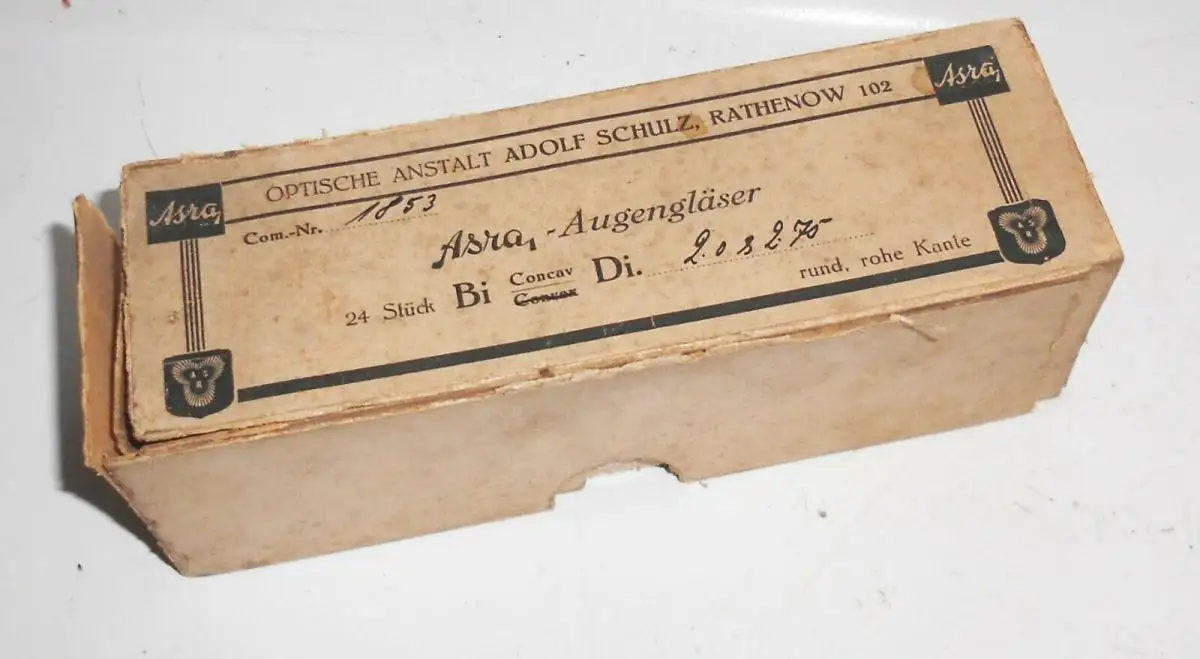 OPTISCHE ANSTALT ADOLF SCHULZ, RATHENOW 102
Asra
Asra
Com.-Nr. 1853
Asra-Augengläser
24 Stück Bi Concav Di. 2.0 s 2.75 rund, rohe Kante
Convex
A S R
A S R